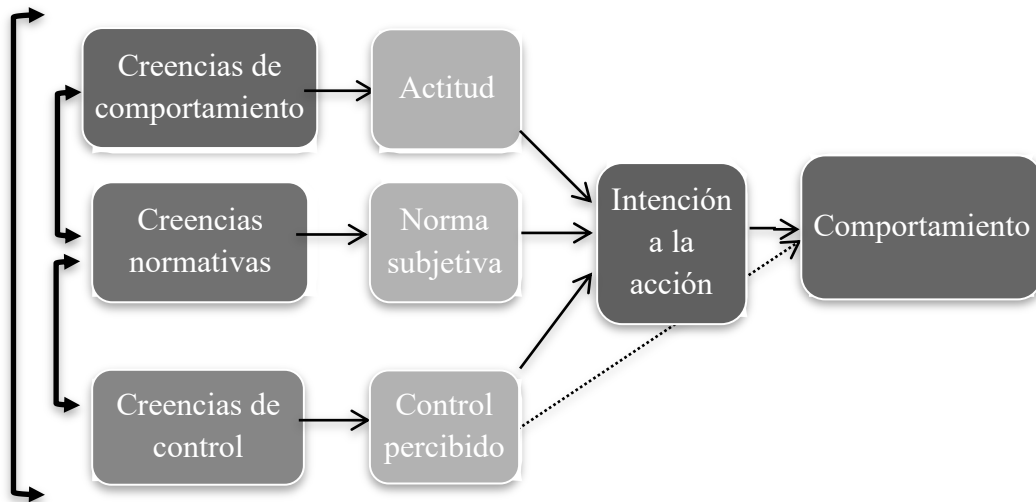 Creencias de
comportamiento
Actitud
Creencias
normativas
Norma
subjetiva
Creencias de
control
Control
percibido
Intención
a la
acción
Comportamiento